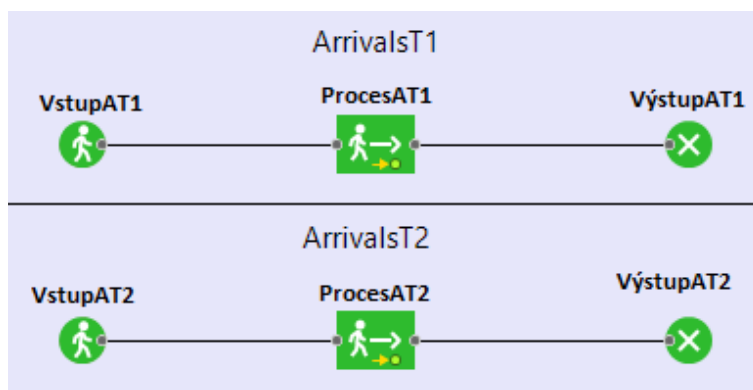 ArrivalsT1
VstupAT1
ProcesAT1
VýstupAT1
ArrivalsT2
VstupAT2
ProcesAT2
VýstupAT2